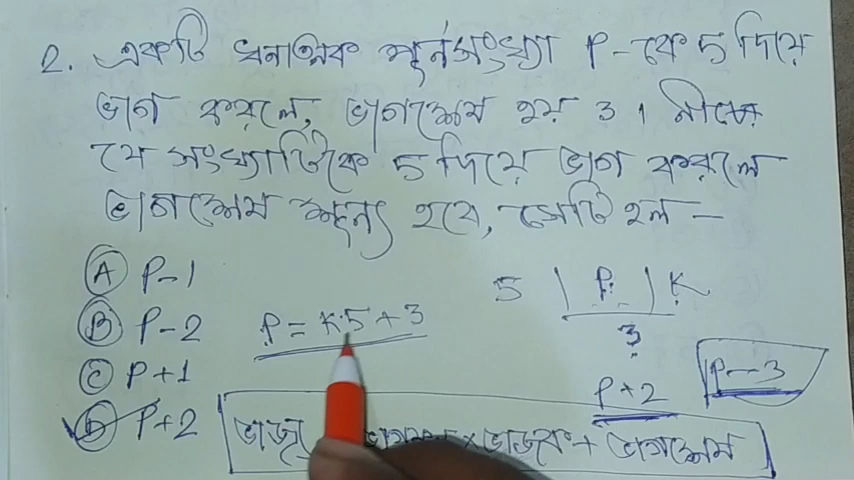 2. একটি ধনাত্মক পূর্ণসংখ্যা P-কে 5 দিয়ে
ভাগ করলে, ভাগশেষ হয় 3। নীচের
যে সংখ্যাটিকে 5 দিয়ে ভাগ করলে
ভাগশেষ শূন্য হবে, সেটি হল –
A P-1
B P-2
C P+1
D P+2
P = K.5 + 3
5 ) P ( K
3
P+2
P-3
ভাজ্য × ভাজক + ভাগশেষ